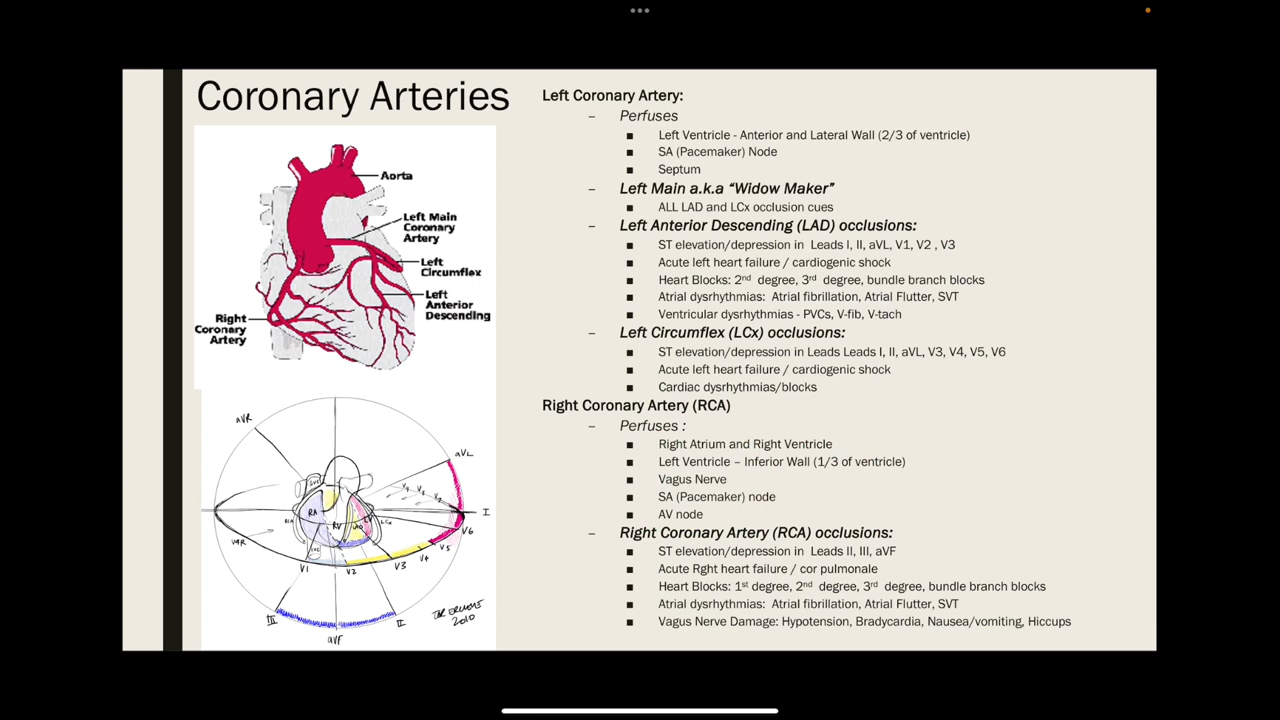 Coronary Arteries
Aorta
Left Main
Coronary
Artery
Left
Circumflex
Left
Anterior
Descending
Right
Coronary
Artery
aVR
aVL
SVC
RA
RV
RCA
LCx
IVC
I
V6
V5
V4
V3
V2
V1
III
II
aVF
2010
Left Coronary Artery:
– Perfuses
■ Left Ventricle - Anterior and Lateral Wall (2/3 of ventricle)
■ SA (Pacemaker) Node
■ Septum
– Left Main a.k.a “Widow Maker”
■ ALL LAD and LCx occlusion cues
– Left Anterior Descending (LAD) occlusions:
■ ST elevation/depression in Leads I, II, aVL, V1, V2 , V3
■ Acute left heart failure / cardiogenic shock
■ Heart Blocks: 2nd degree, 3rd degree, bundle branch blocks
■ Atrial dysrhythmias: Atrial fibrillation, Atrial Flutter, SVT
■ Ventricular dysrhythmias - PVCs, V-fib, V-tach
– Left Circumflex (LCx) occlusions:
■ ST elevation/depression in Leads Leads I, II, aVL, V3, V4, V5, V6
■ Acute left heart failure / cardiogenic shock
■ Cardiac dysrhythmias/blocks
Right Coronary Artery (RCA)
– Perfuses :
■ Right Atrium and Right Ventricle
■ Left Ventricle – Inferior Wall (1/3 of ventricle)
■ Vagus Nerve
■ SA (Pacemaker) node
■ AV node
– Right Coronary Artery (RCA) occlusions:
■ ST elevation/depression in Leads II, III, aVF
■ Acute Rght heart failure / cor pulmonale
■ Heart Blocks: 1st degree, 2nd degree, 3rd degree, bundle branch blocks
■ Atrial dysrhythmias: Atrial fibrillation, Atrial Flutter, SVT
■ Vagus Nerve Damage: Hypotension, Bradycardia, Nausea/vomiting, Hiccups